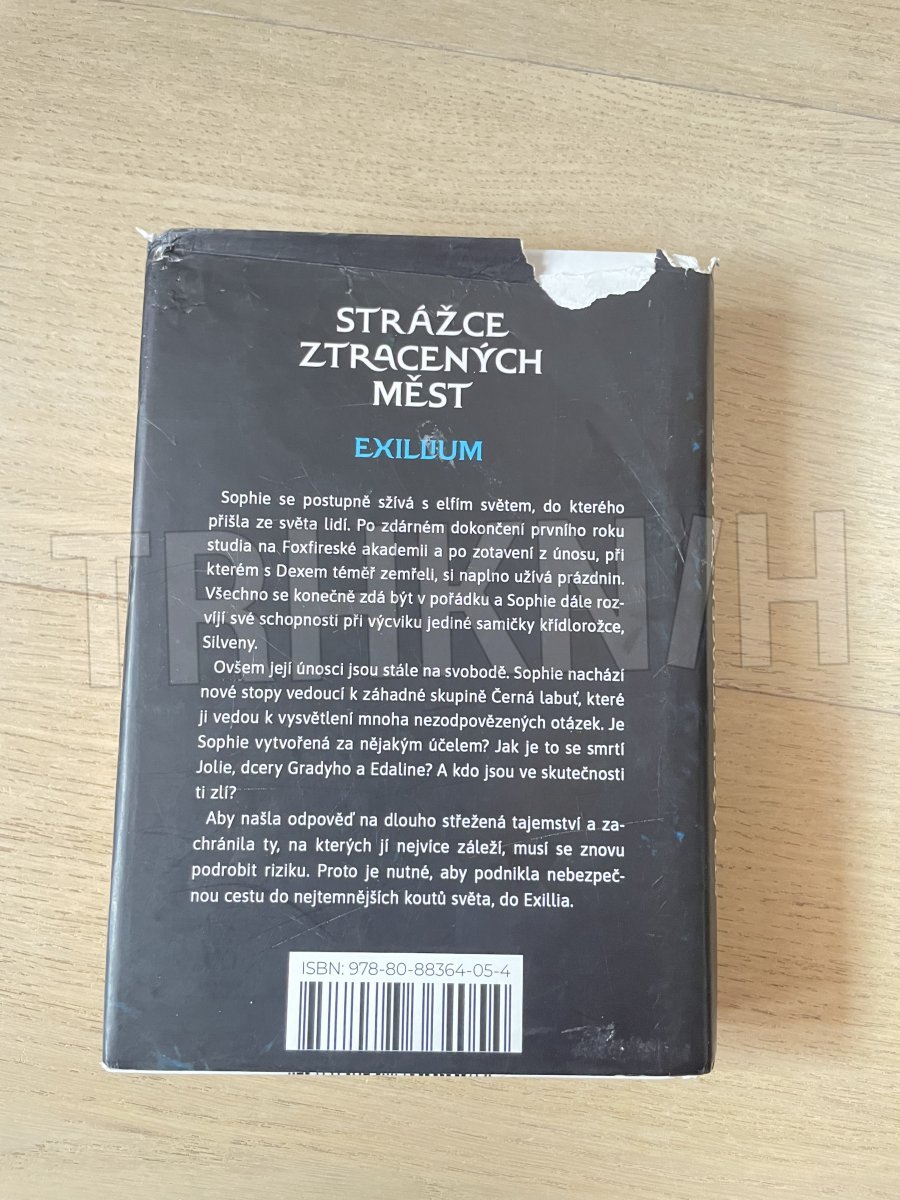 STRÁŽCE
ZTRACENÝCH
MĚST
EXILLIUM
Sophie se postupně sžívá s elfím světem, do kterého
přišla ze světa lidí. Po zdárném dokončení prvního roku
studia na Foxfireské akademii a po zotavení z únosu, při
kterém s Dexem téměř zemřeli, si naplno užívá prázdnin.
Všechno se konečně zdá být v pořádku a Sophie dále roz-
víjí své schopnosti při výcviku jediné samičky křídlorožce,
Silveny.
Ovšem její únosci jsou stále na svobodě. Sophie nachází
nové stopy vedoucí k záhadné skupině Černá labuť, které
ji vedou k vysvětlení mnoha nezodpovězených otázek. Je
Sophie vytvořená za nějakým účelem? Jak je to se smrtí
Jolie, dcery Gradyho a Edaline? A kdo jsou ve skutečnosti
ti zlí?
Aby našla odpověď na dlouho střežená tajemství a za-
chránila ty, na kterých jí nejvíce záleží, musí se znovu
podrobit riziku. Proto je nutné, aby podnikla nebezpeč-
nou cestu do nejtemnějších koutů světa, do Exillia.
ISBN: 978-80-88364-05-4
TRHKNIH